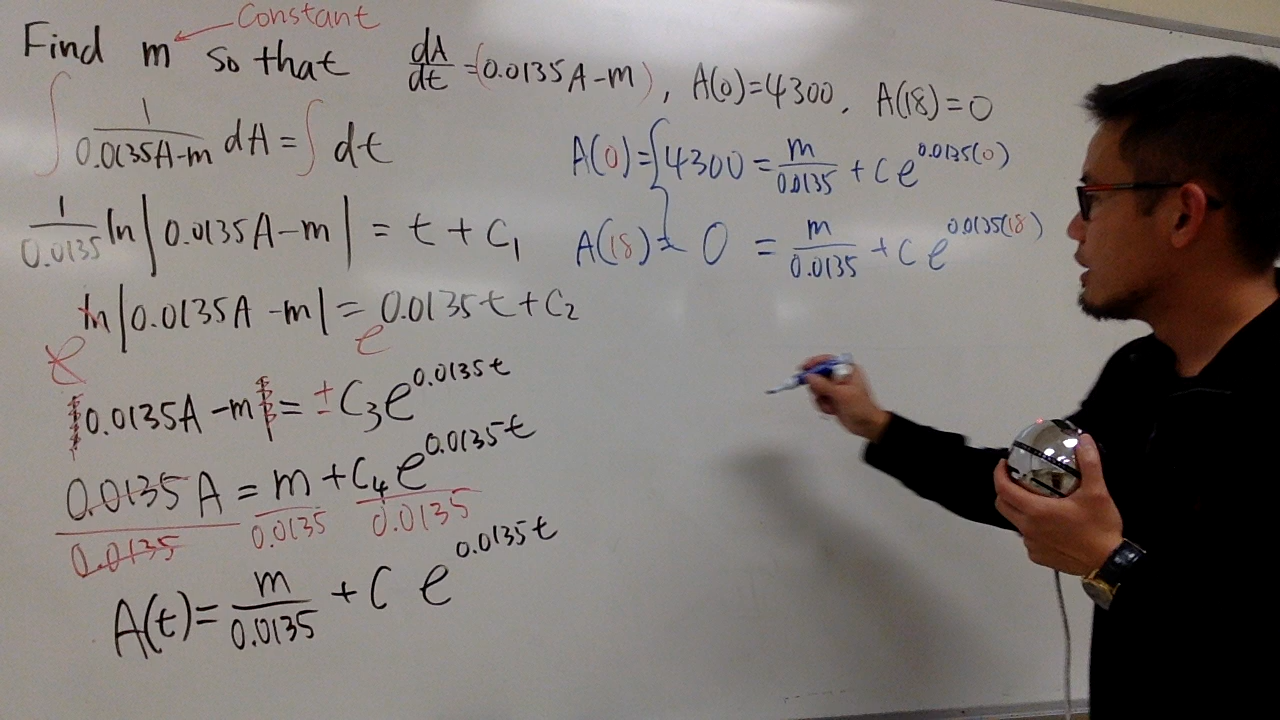 Constant
Find m so that dA/dt = (0.0135A - m), A(0) = 4300, A(18) = 0
∫ 1/(0.0135A-m) dA = ∫ dt
1/0.0135 ln|0.0135A-m| = t + C₁
ln|0.0135A - m| = 0.0135t + C₂
e e
|0.0135A - m| = ± C₃e^(0.0135t)
0.0135A = m + C₄e^(0.0135t)
0.0135 0.0135 0.0135
A(t) = m/0.0135 + C e^(0.0135t)
A(0) = 4300 = m/0.0135 + C e^(0.0135(0))
A(18) = 0 = m/0.0135 + C e^(0.0135(18))